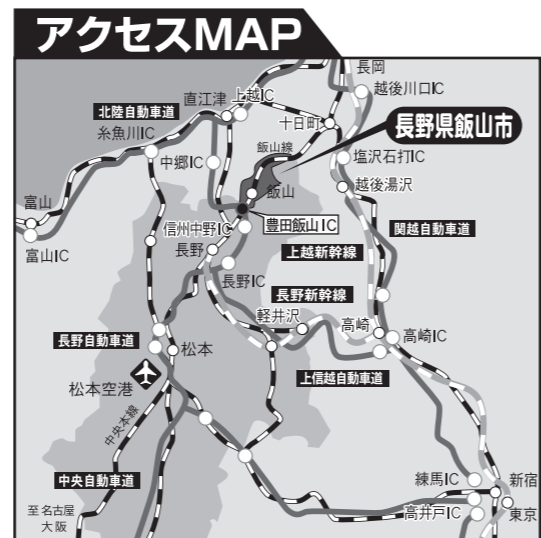 アクセスMAP
長岡
越後川口IC
直江津
上越IC
北陸自動車道
十日町
長野県飯山市
糸魚川IC
飯山線
中郷IC
塩沢石打IC
飯山
越後湯沢
富山
信州中野IC
豊田飯山IC
関越自動車道
富山IC
長野
上越新幹線
長野IC
長野新幹線
軽井沢
高崎
高崎IC
長野自動車道
松本
上信越自動車道
松本空港
中央本線
中央自動車道
練馬IC
新宿
至名古屋
大阪
高井戸IC
東京